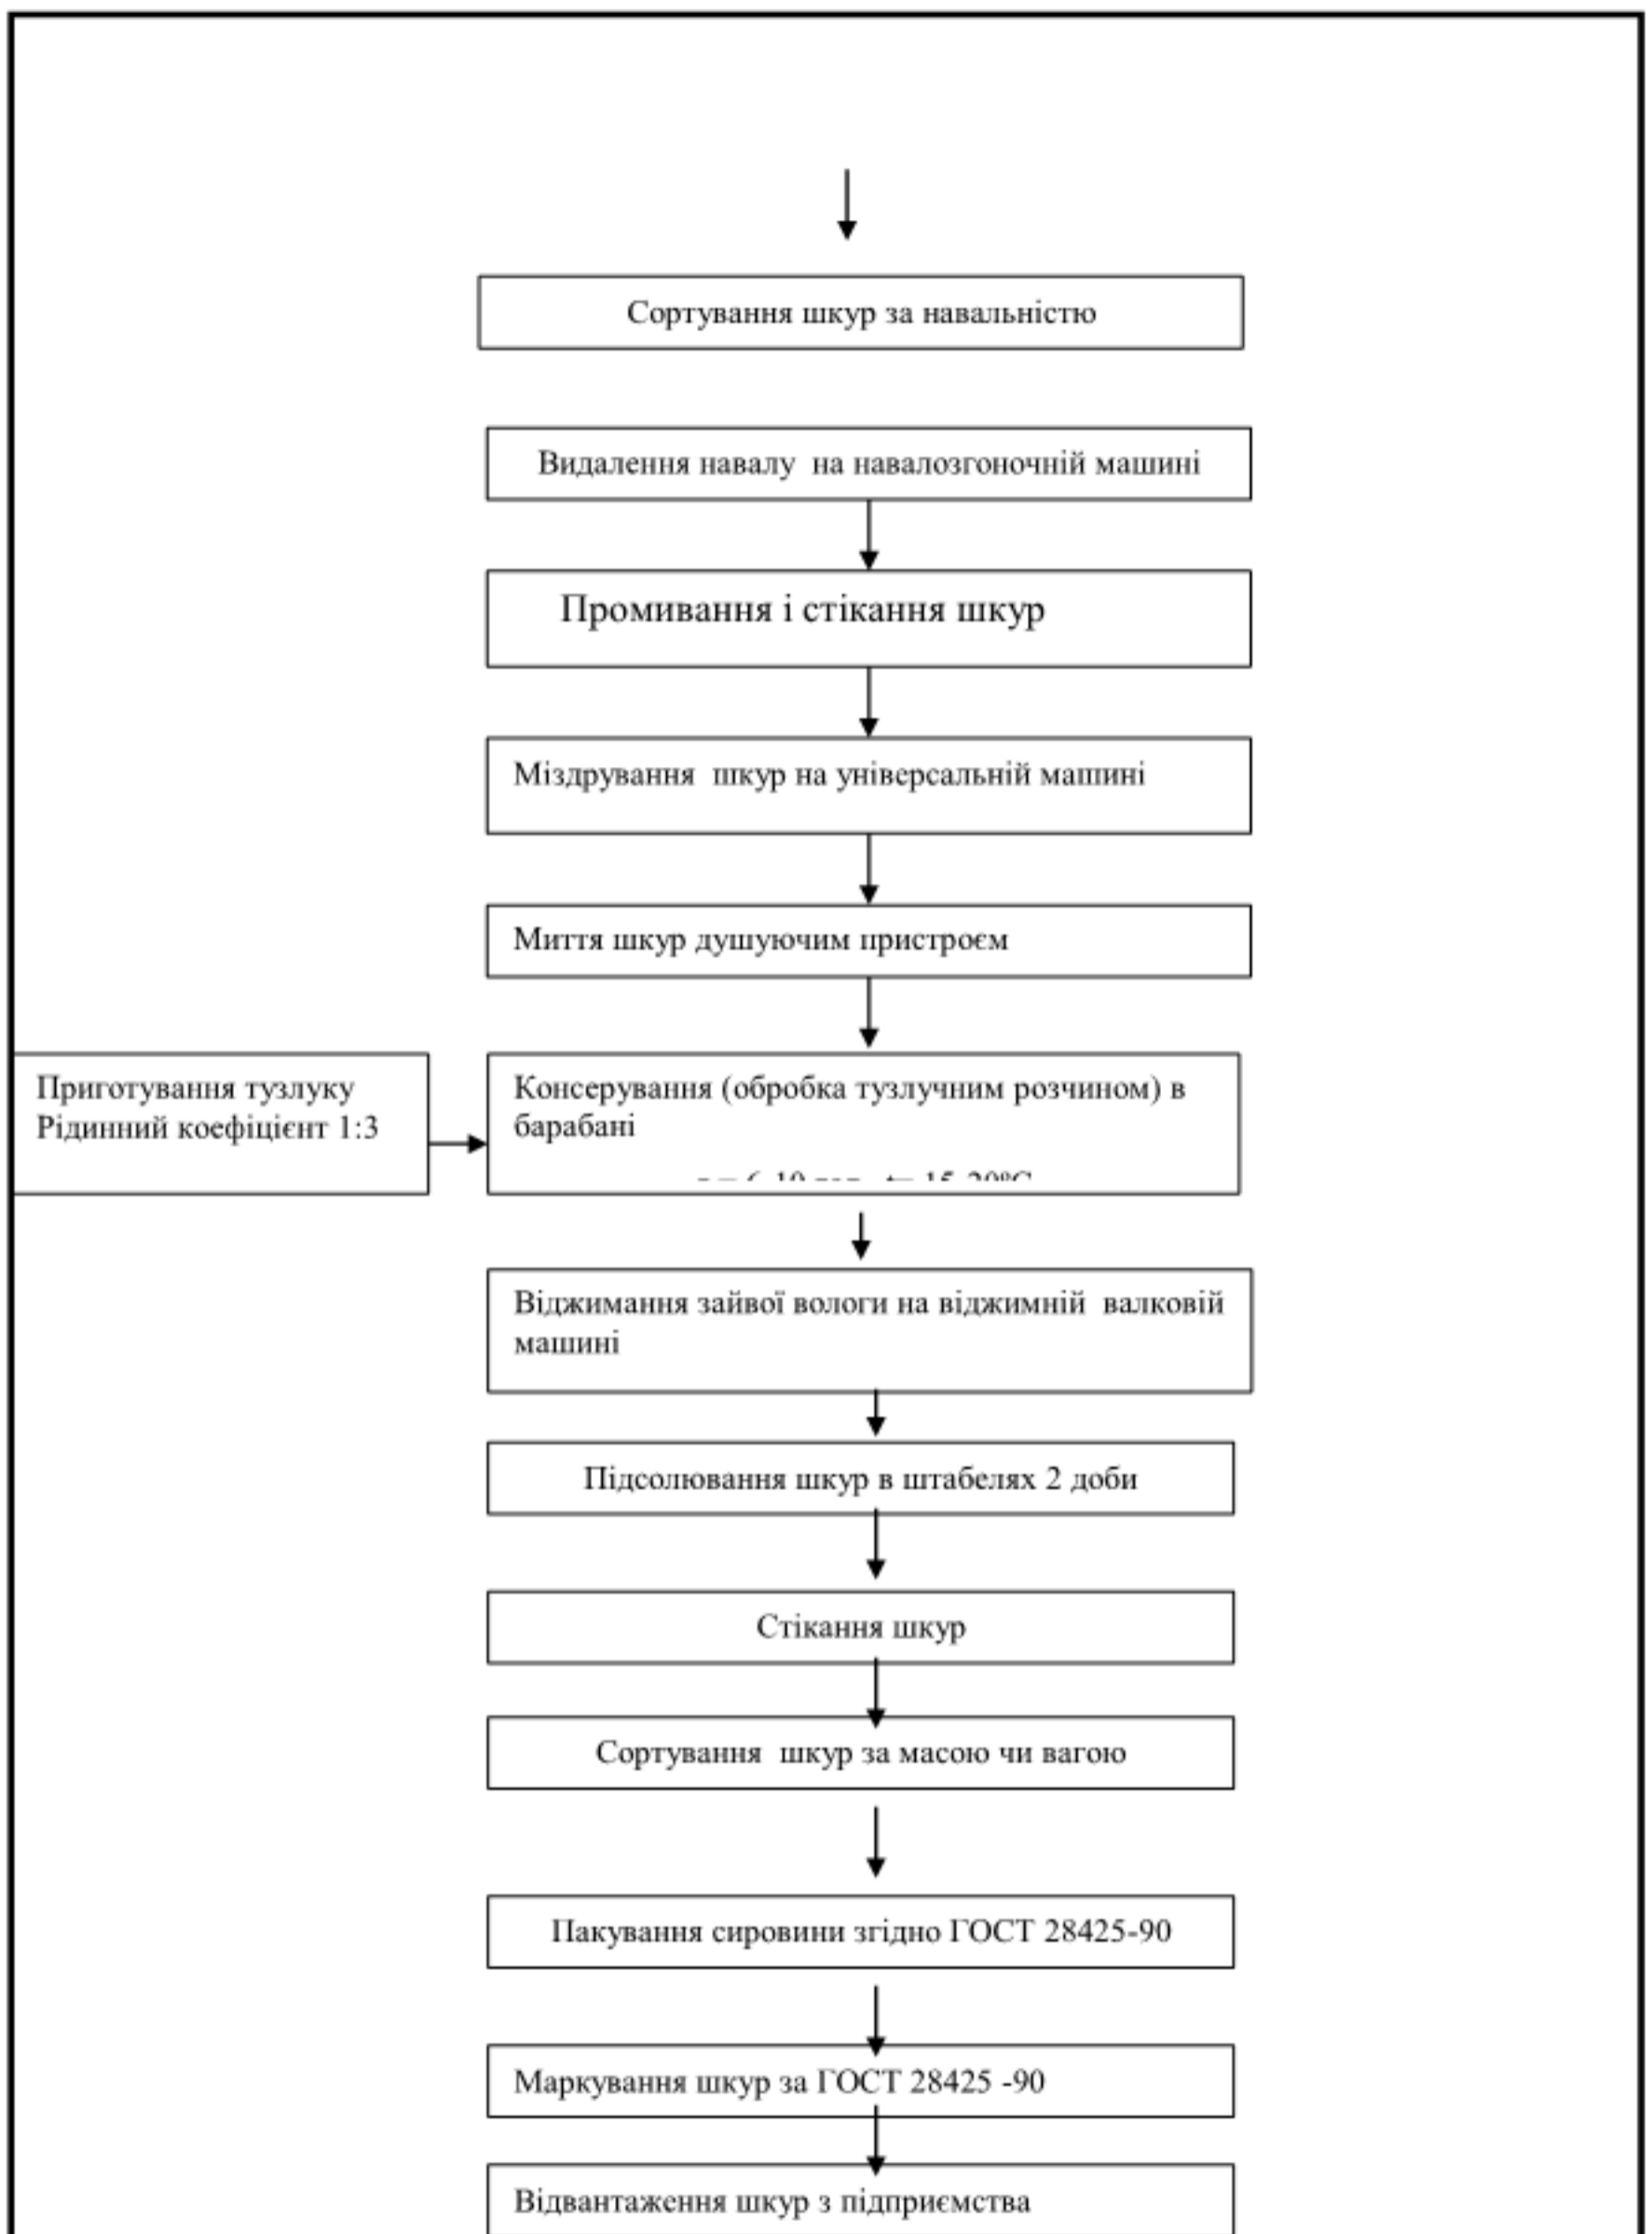 Сортування шкур за навальністю
Видалення навалу на навалозгоночній машині
Промивання і стікання шкур
Міздрування шкур на універсальній машині
Миття шкур душуючим пристроєм
Приготування тузлуку
Рідинний коефіцієнт 1:3
Консерування (обробка тузлучним розчином) в
барабані
Віджимання зайвої вологи на віджимній валковій
машині
Підсолювання шкур в штабелях 2 доби
Стікання шкур
Сортування шкур за масою чи вагою
Пакування сировини згідно ГОСТ 28425-90
Маркування шкур за ГОСТ 28425 -90
Відвантаження шкур з підприємства